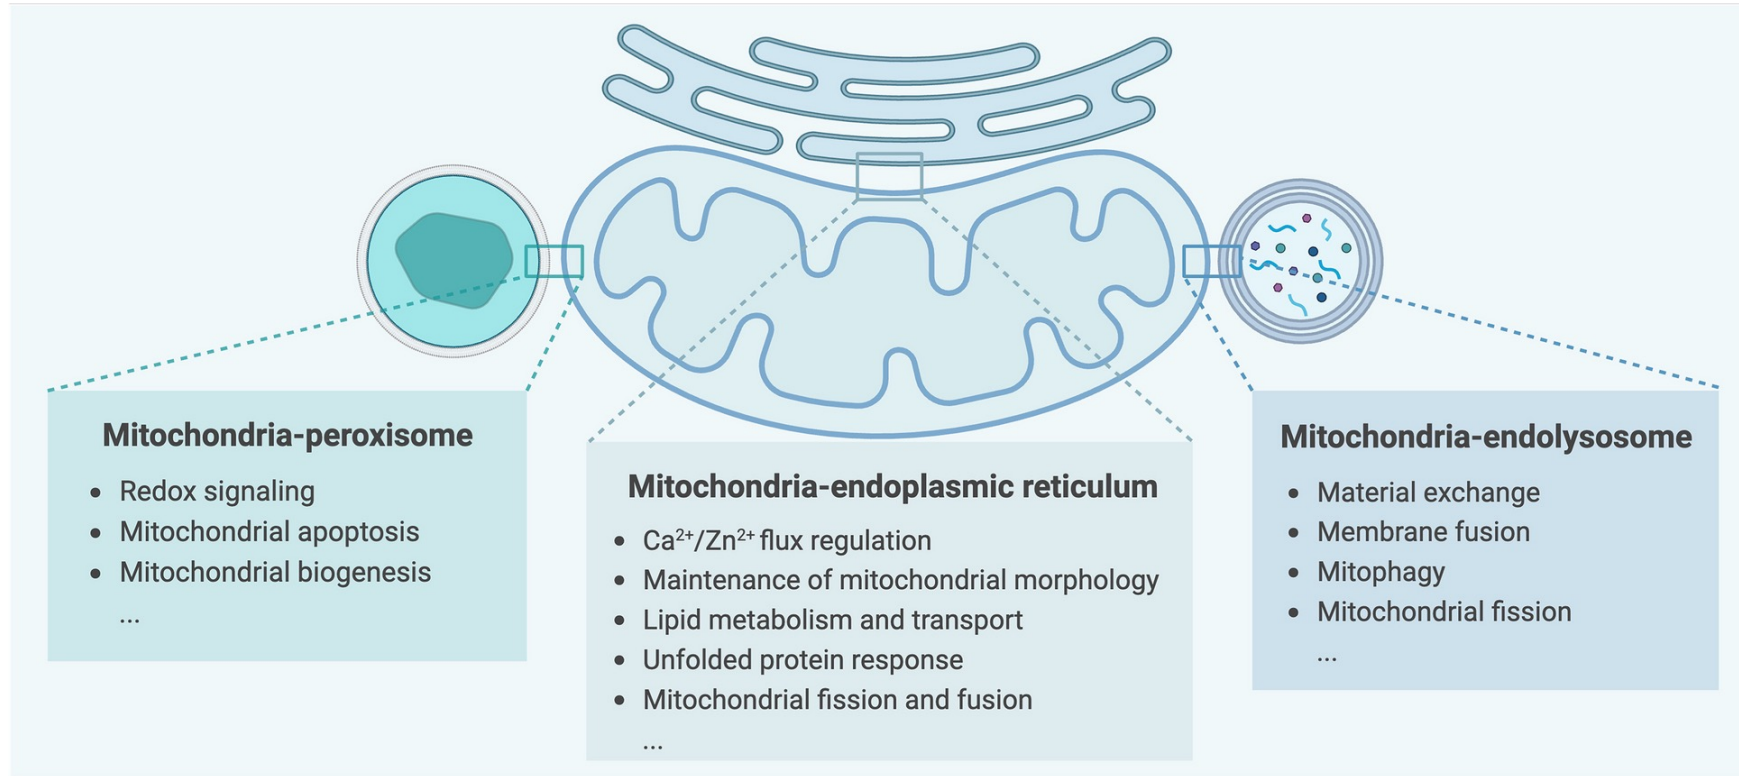 Mitochondria-peroxisome
• Redox signaling
• Mitochondrial apoptosis
• Mitochondrial biogenesis
...
Mitochondria-endoplasmic reticulum
• Ca²⁺/Zn²⁺ flux regulation
• Maintenance of mitochondrial morphology
• Lipid metabolism and transport
• Unfolded protein response
• Mitochondrial fission and fusion
...
Mitochondria-endolysosome
• Material exchange
• Membrane fusion
• Mitophagy
• Mitochondrial fission
...